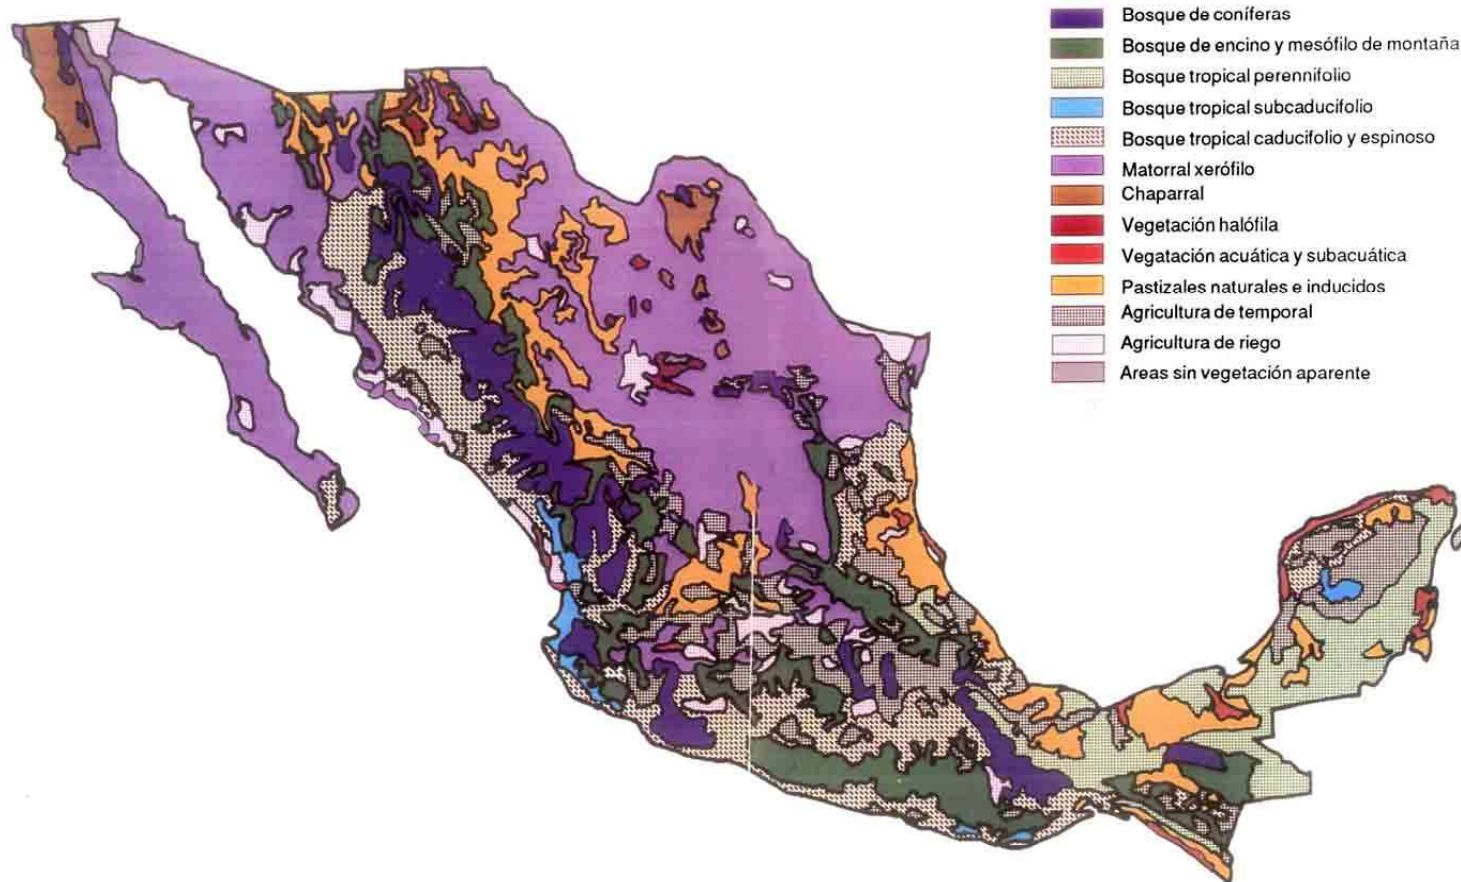 Bosque de coníferas
Bosque de encino y mesófilo de montaña
Bosque tropical perennifolio
Bosque tropical subcaducifolio
Bosque tropical caducifolio y espinoso
Matorral xerófilo
Chaparral
Vegetación halófila
Vegatación acuática y subacuática
Pastizales naturales e inducidos
Agricultura de temporal
Agricultura de riego
Areas sin vegetación aparente